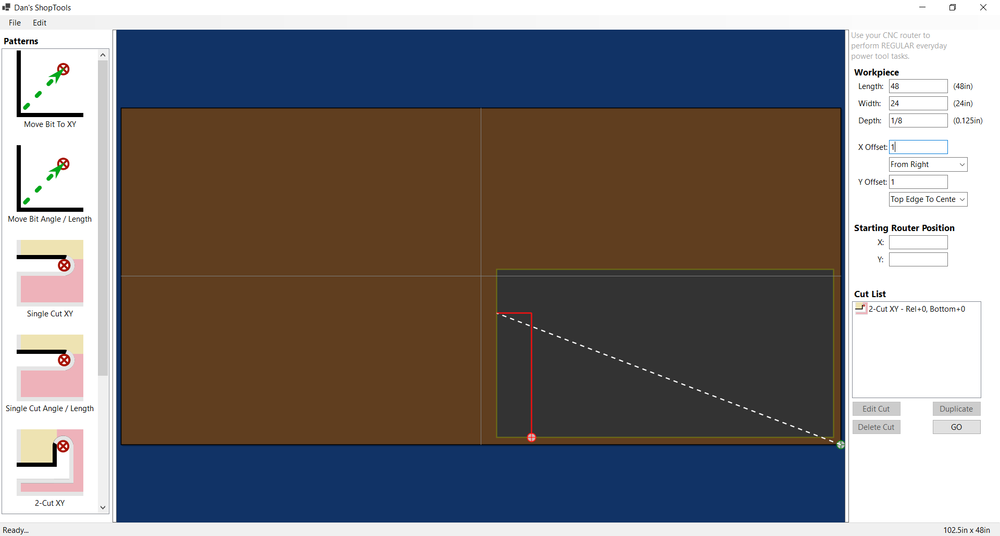 Dan's ShopTools
File Edit
Patterns
Move Bit To XY
Move Bit Angle / Length
Single Cut XY
Single Cut Angle / Length
2-Cut XY
Use your CNC router to
perform REGULAR everyday
power tool tasks.
Workpiece
Length: 48 (48in)
Width: 24 (24in)
Depth: 1/8 (0.125in)
X Offset: 1
From Right
Y Offset: 1
Top Edge To Cente
Starting Router Position
X:
Y:
Cut List
2-Cut XY - Rel+0, Bottom+0
Edit Cut Duplicate
Delete Cut GO
Ready... 102.5in x 48in